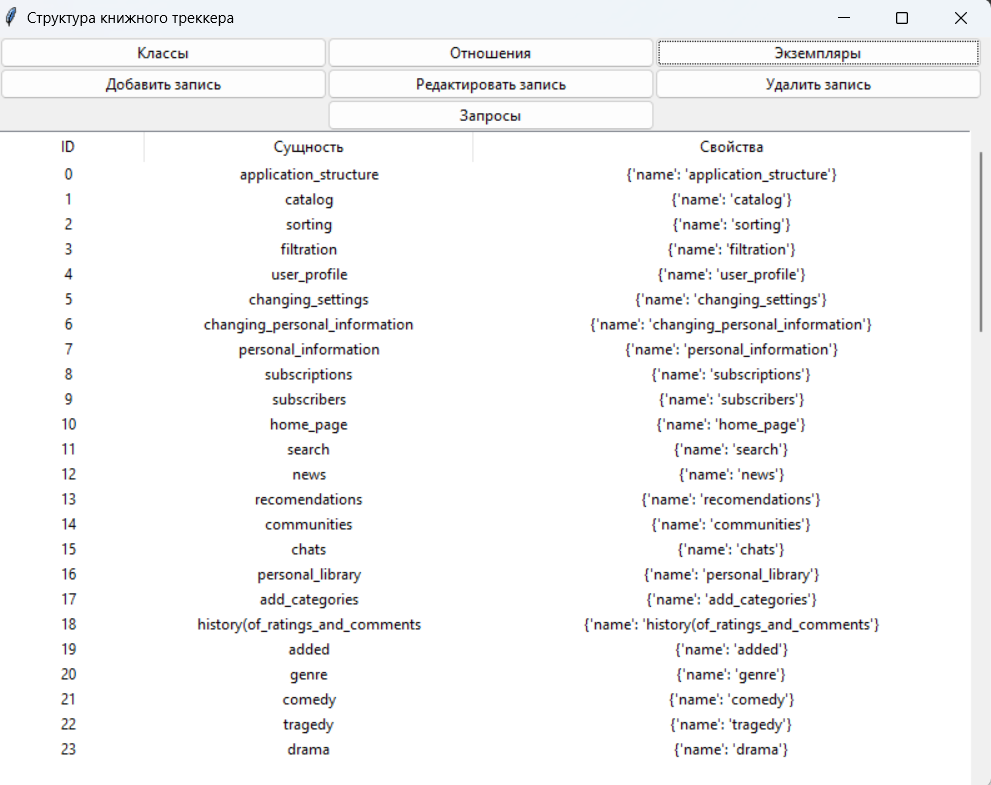 Структура книжного треккера
Классы Отношения Экземпляры
Добавить запись Редактировать запись Удалить запись
Запросы
ID Сущность Свойства
0 application_structure {'name': 'application_structure'}
1 catalog {'name': 'catalog'}
2 sorting {'name': 'sorting'}
3 filtration {'name': 'filtration'}
4 user_profile {'name': 'user_profile'}
5 changing_settings {'name': 'changing_settings'}
6 changing_personal_information {'name': 'changing_personal_information'}
7 personal_information {'name': 'personal_information'}
8 subscriptions {'name': 'subscriptions'}
9 subscribers {'name': 'subscribers'}
10 home_page {'name': 'home_page'}
11 search {'name': 'search'}
12 news {'name': 'news'}
13 recomendations {'name': 'recomendations'}
14 communities {'name': 'communities'}
15 chats {'name': 'chats'}
16 personal_library {'name': 'personal_library'}
17 add_categories {'name': 'add_categories'}
18 history(of_ratings_and_comments {'name': 'history(of_ratings_and_comments'}
19 added {'name': 'added'}
20 genre {'name': 'genre'}
21 comedy {'name': 'comedy'}
22 tragedy {'name': 'tragedy'}
23 drama {'name': 'drama'}